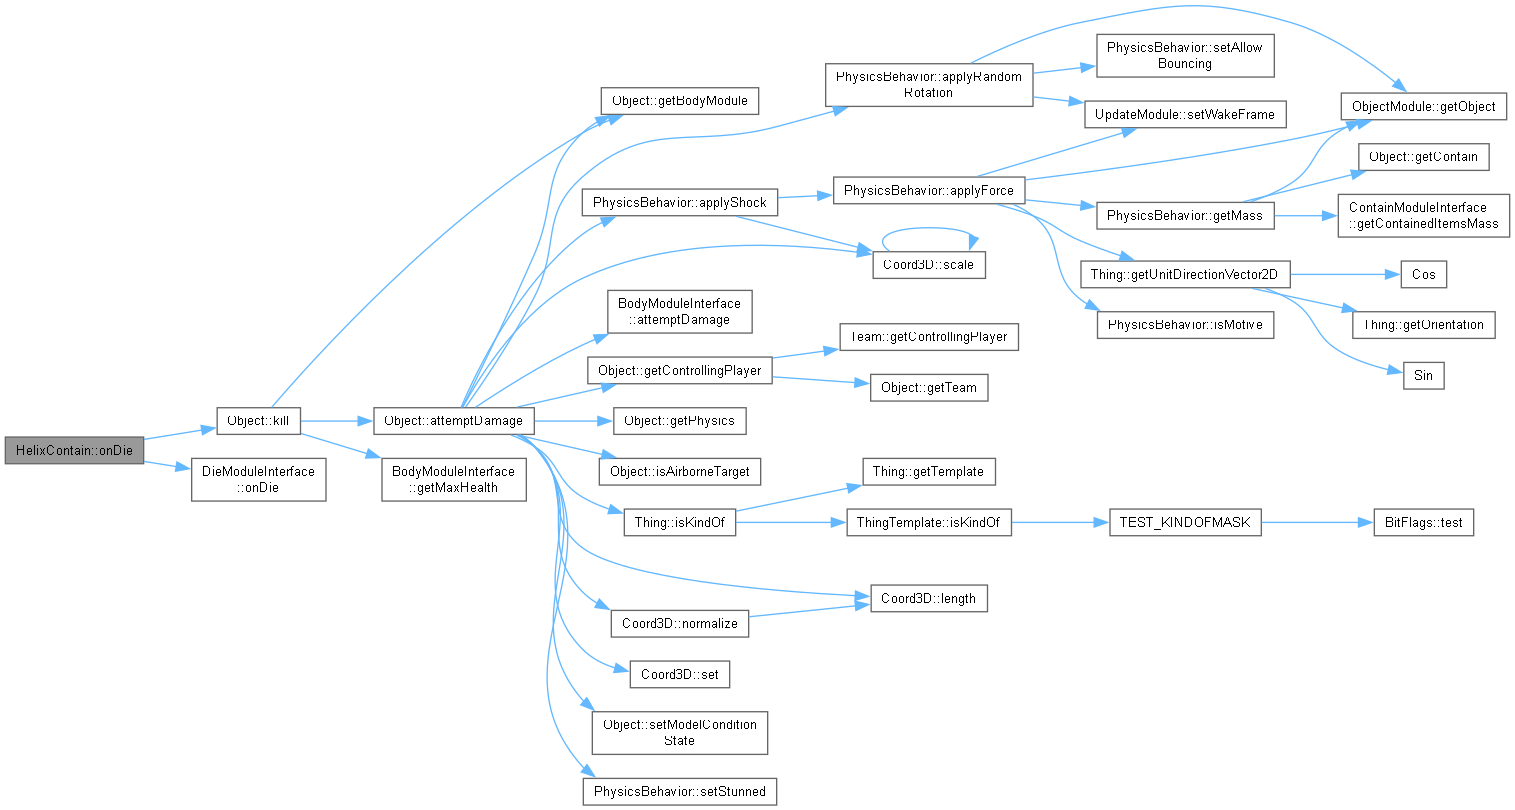 HelixContain::onDie
Object::kill
DieModuleInterface
::onDie
Object::attemptDamage
BodyModuleInterface
::getMaxHealth
Object::getBodyModule
PhysicsBehavior::applyShock
BodyModuleInterface
::attemptDamage
Object::getControllingPlayer
Object::getPhysics
Object::isAirborneTarget
Thing::isKindOf
Coord3D::normalize
Coord3D::set
Object::setModelCondition
State
PhysicsBehavior::setStunned
PhysicsBehavior::applyRandom
Rotation
PhysicsBehavior::applyForce
Coord3D::scale
Team::getControllingPlayer
Object::getTeam
Thing::getTemplate
ThingTemplate::isKindOf
Coord3D::length
PhysicsBehavior::setAllow
Bouncing
UpdateModule::setWakeFrame
PhysicsBehavior::getMass
Thing::getUnitDirectionVector2D
PhysicsBehavior::isMotive
TEST_KINDOFMASK
ObjectModule::getObject
Object::getContain
ContainModuleInterface
::getContainedItemsMass
Cos
Thing::getOrientation
Sin
BitFlags::test